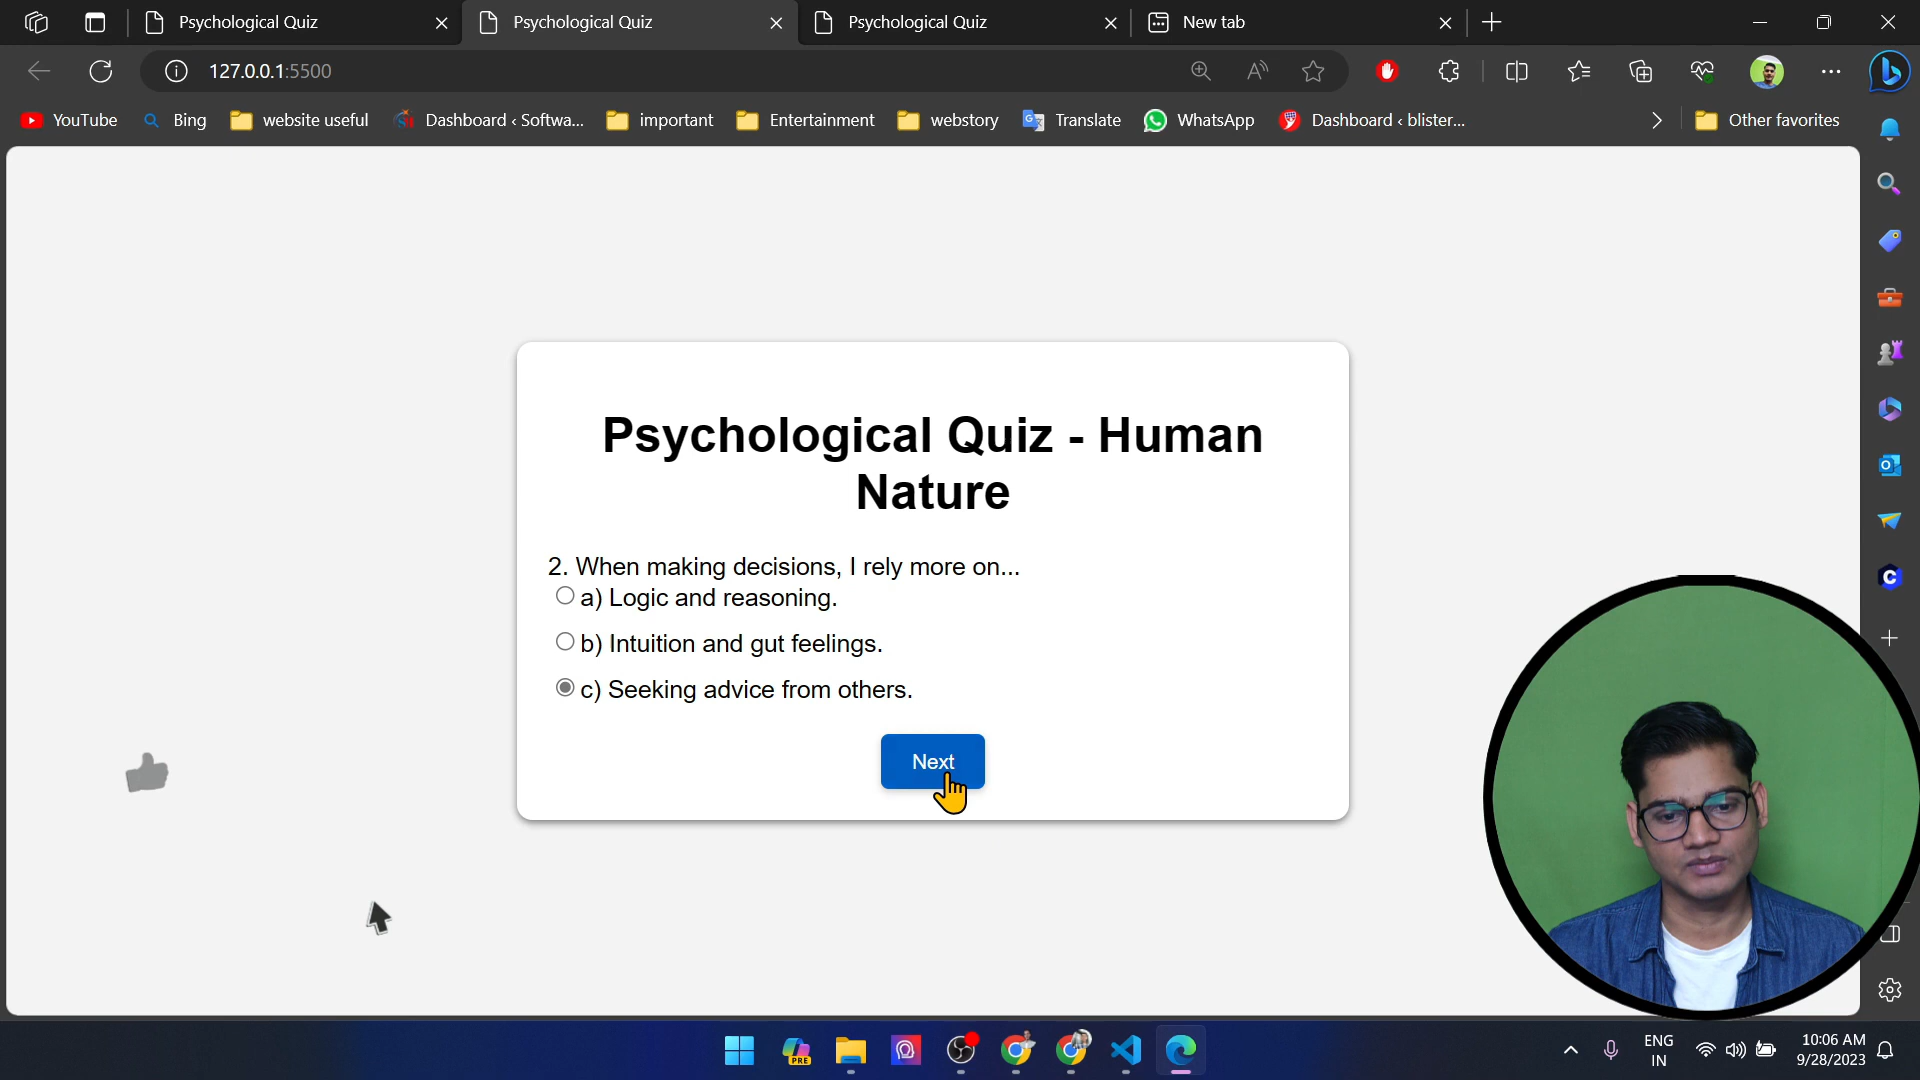 Psychological Quiz
Psychological Quiz
Psychological Quiz
New tab
127.0.0.1:5500
YouTube
Bing
website useful
Dashboard ‹ Softwa...
important
Entertainment
webstory
Translate
WhatsApp
Dashboard ‹ blister...
Other favorites
Psychological Quiz - Human
Nature
2. When making decisions, I rely more on...
a) Logic and reasoning.
b) Intuition and gut feelings.
c) Seeking advice from others.
Next
PRE
ENG
IN
10:06 AM
9/28/2023